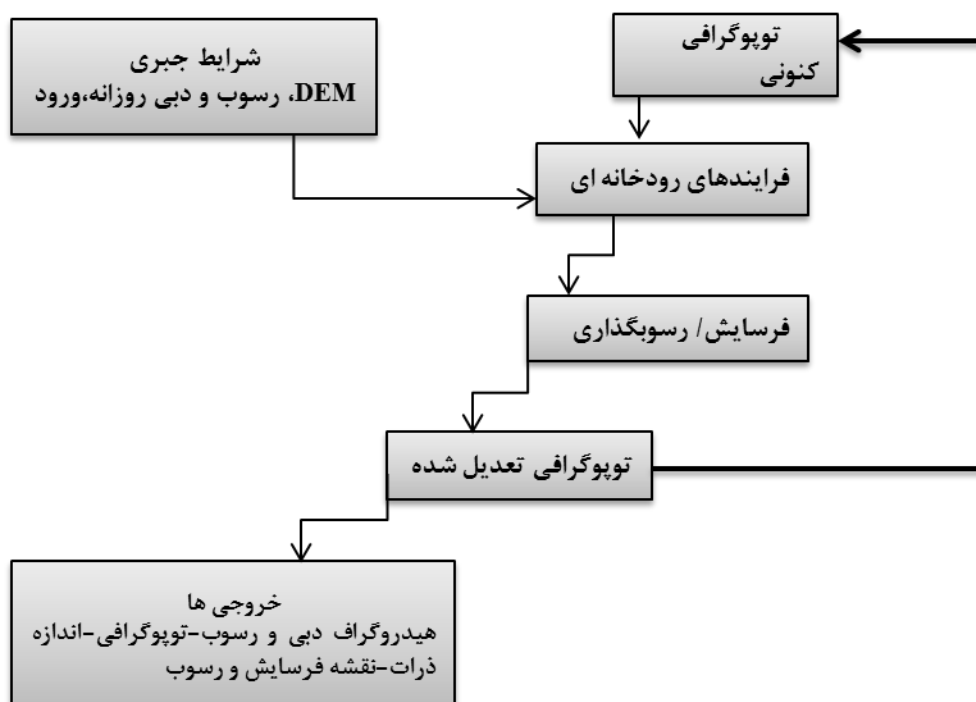 توپوگرافی
کنونی
شرایط جبری
DEM، رسوب و دبی روزانه،ورود
فرایندهای رودخانه ای
فرسایش/ رسوبگذاری
توپوگرافی تعدیل شده
خروجی ها
هیدروگراف دبی و رسوب-توپوگرافی-اندازه
ذرات-نقشه فرسایش و رسوب